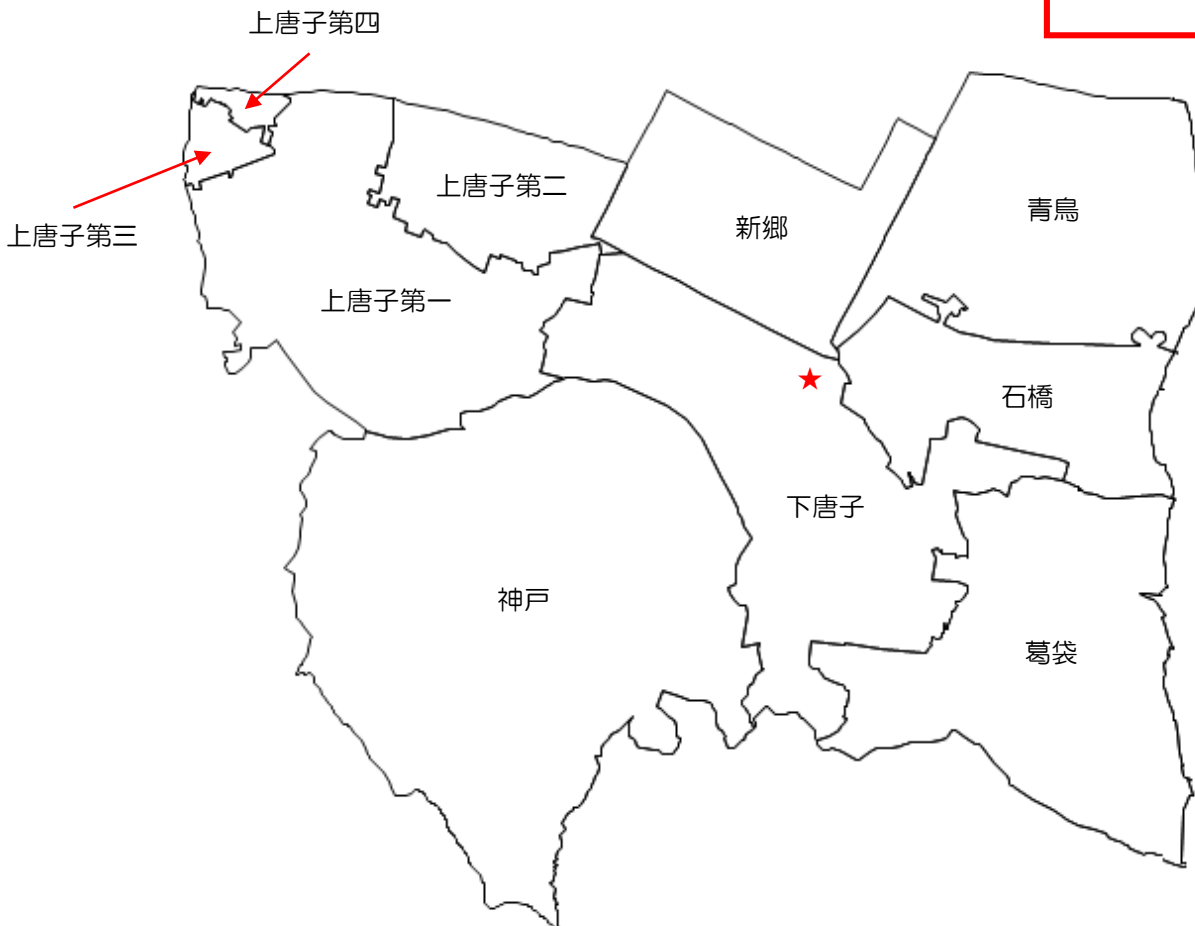 上唐子第四
上唐子第三
上唐子第二
上唐子第一
新郷
青鳥
石橋
下唐子
神戸
葛袋